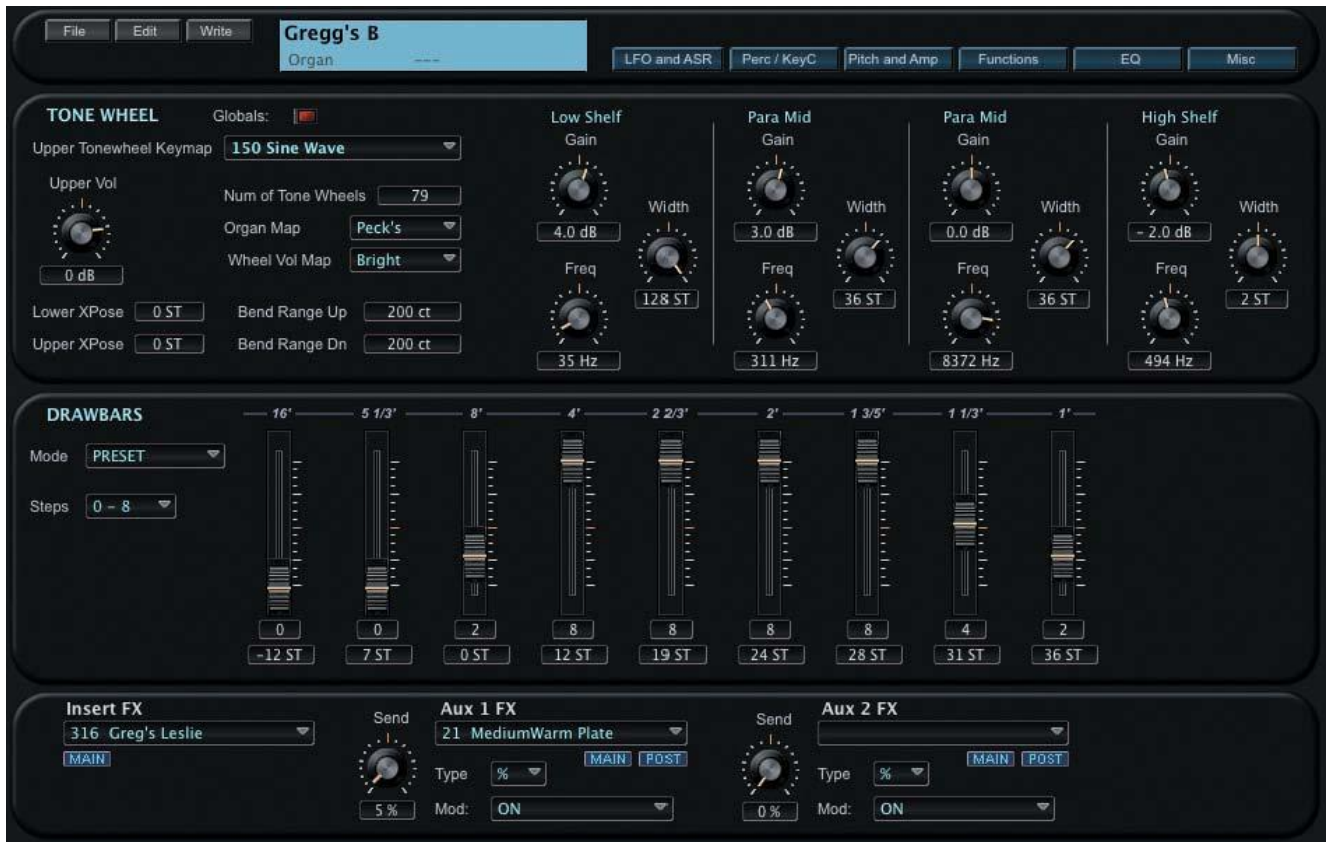 File Edit Write
Gregg's B
Organ ---
LFO and ASR Perc / KeyC Pitch and Amp Functions EQ Misc
TONE WHEEL Globals:
Upper Tonewheel Keymap 150 Sine Wave
Upper Vol
0 dB
Num of Tone Wheels 79
Organ Map Peck's
Wheel Vol Map Bright
Lower XPose 0 ST Bend Range Up 200 ct
Upper XPose 0 ST Bend Range Dn 200 ct
Low Shelf
Gain
4.0 dB
Width
128 ST
Freq
35 Hz
Para Mid
Gain
3.0 dB
Width
36 ST
Freq
311 Hz
Para Mid
Gain
0.0 dB
Width
36 ST
Freq
8372 Hz
High Shelf
Gain
- 2.0 dB
Width
2 ST
Freq
494 Hz
DRAWBARS
16' 5 1/3' 8' 4' 2 2/3' 2' 1 3/5' 1 1/3' 1'
Mode PRESET
Steps 0 - 8
0 0 2 8 8 8 8 4 2
-12 ST 7 ST 0 ST 12 ST 19 ST 24 ST 28 ST 31 ST 36 ST
Insert FX
316 Greg's Leslie
MAIN
Send
5 %
Aux 1 FX
21 MediumWarm Plate
MAIN POST
Type %
Mod: ON
Send
0 %
Aux 2 FX
MAIN POST
Type %
Mod: ON